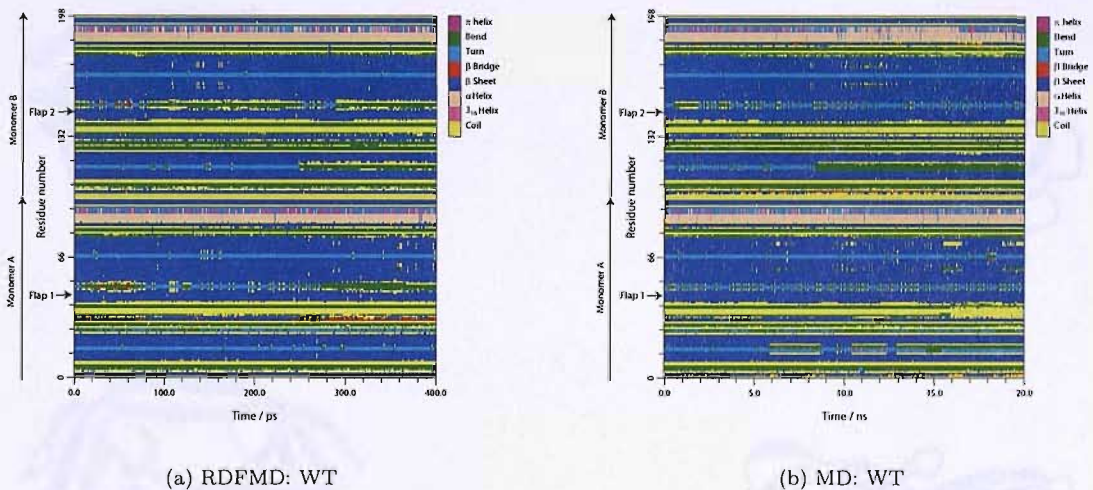 198
132
66
0
Residue number
Monomer B
Monomer A
Flap 2
Flap 1
0.0 100.0 200.0 300.0 400.0
Time / ps
π helix
Bend
Turn
β Bridge
β Sheet
α Helix
3₁₀ Helix
Coil
(a) RDFMD: WT
198
132
66
0
Residue number
Monomer B
Monomer A
Flap 2
Flap 1
0.0 5.0 10.0 15.0 20.0
Time / ns
π helix
Bend
Turn
β Bridge
β Sheet
α Helix
3₁₀ Helix
Coil
(b) MD: WT